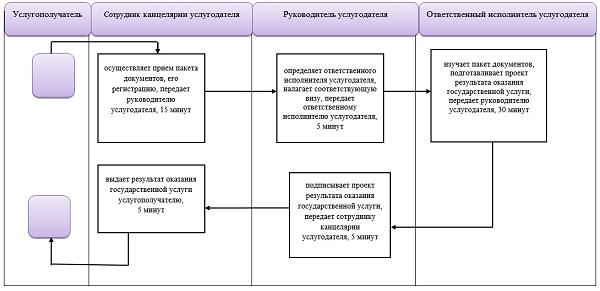 Услугополучатель
Сотрудник канцелярии услугодателя
Руководитель услугодателя
Ответственный исполнитель услугодателя
осуществляет прием пакета
документов, его
регистрацию, передает
руководителю
услугодателя, 15 минут
определяет ответственного
исполнителя услугодателя,
налагает соответствующую
визу, передает
ответственному
исполнителю услугодателя,
5 минут
изучает пакет документов,
подготавливает проект
результата оказания
государственной услуги,
передает руководителю
услугодателя, 30 минут
выдает результат оказания
государственной услуги
услугополучателю,
5 минут
подписывает проект
результата оказания
государственной услуги,
передает сотруднику
канцелярии
услугодателя, 5 минут